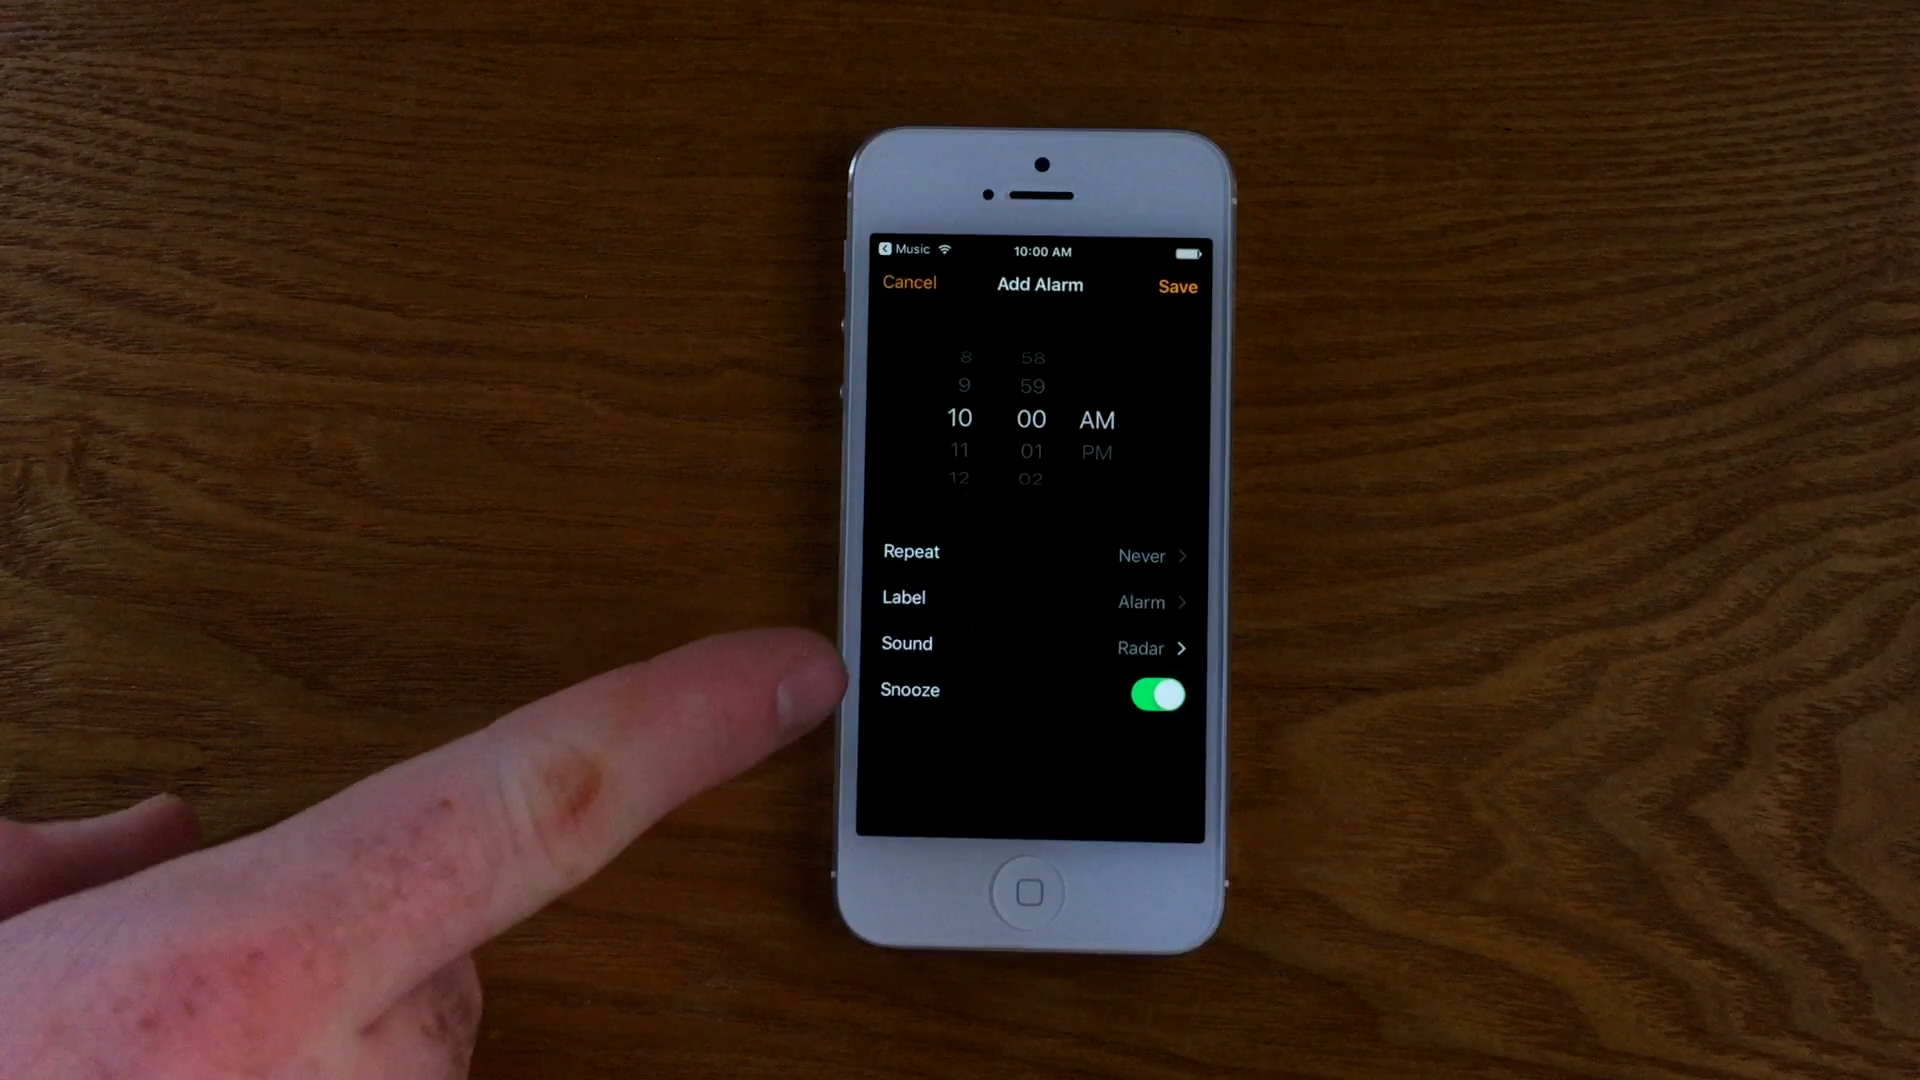 Music 10:00 AM
Cancel Add Alarm Save
8 58
9 59
10 00 AM
11 01 PM
12 02
Repeat Never
Label Alarm
Sound Radar
Snooze